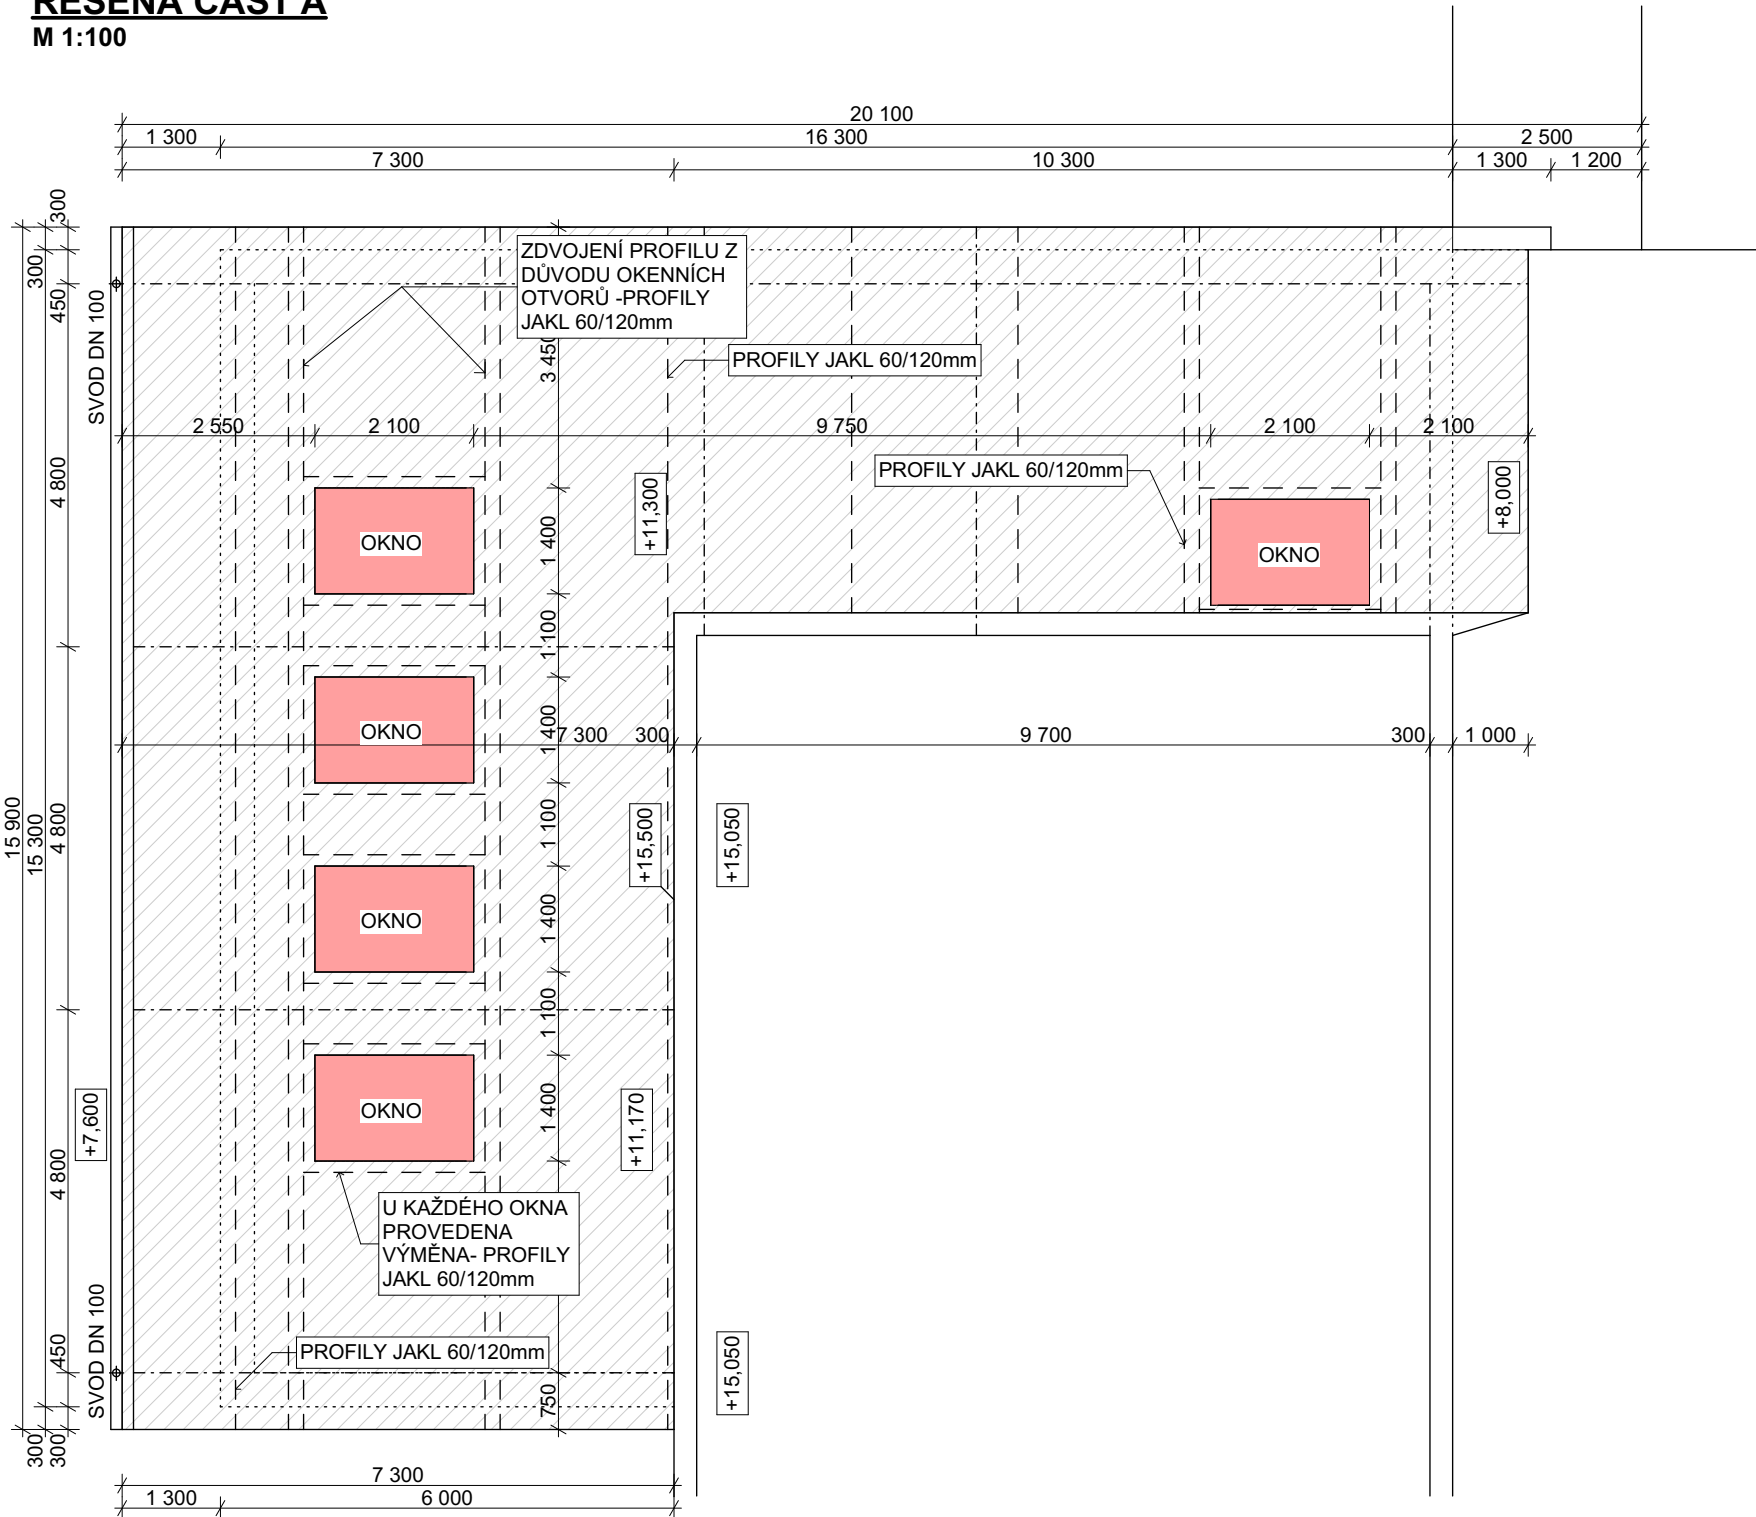 ŘEŠENÁ ČÁST A
M 1:100
20 100
1 300
16 300
2 500
7 300
10 300
1 300
1 200
300
300
450
SVOD DN 100
4 800
15 900
15 300
4 800
+7,600
4 800
SVOD DN 100
450
300
300
ZDVOJENÍ PROFILU Z
DŮVODU OKENNÍCH
OTVORŮ -PROFILY
JAKL 60/120mm
3 450
PROFILY JAKL 60/120mm
2 550
2 100
9 750
2 100
2 100
PROFILY JAKL 60/120mm
+11,300
+8,000
OKNO
1 400
OKNO
1 100
OKNO
1 400
7 300
300
9 700
300
1 000
1 100
+15,500
+15,050
OKNO
1 400
1 100
OKNO
1 400
+11,170
U KAŽDÉHO OKNA
PROVEDENA
VÝMĚNA- PROFILY
JAKL 60/120mm
PROFILY JAKL 60/120mm
750
+15,050
7 300
1 300
6 000